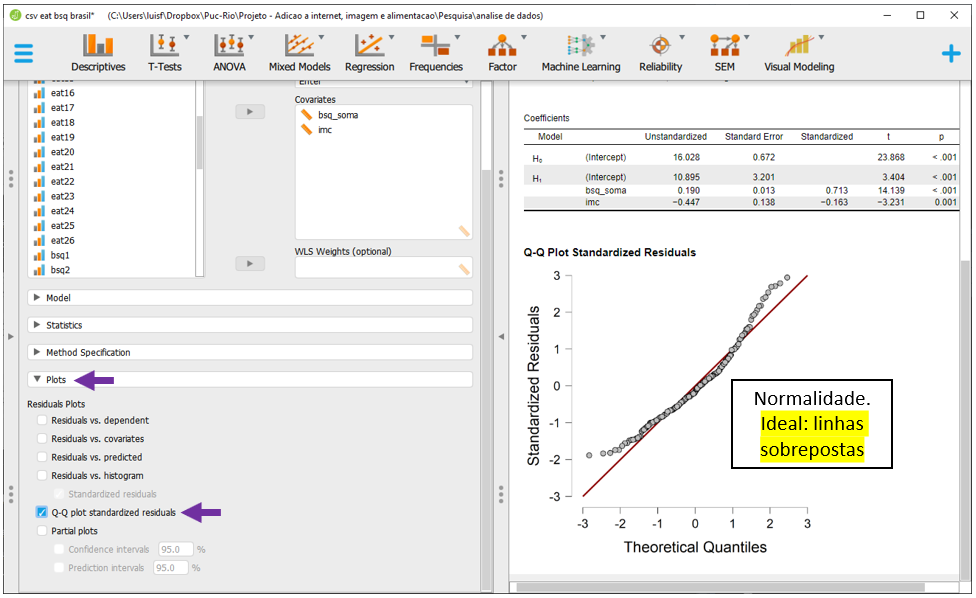 csv eat bsq brasil* (C:\Users\luisf\Dropbox\Puc-Rio\Projeto - Adicao a internet, imagem e alimentacao\Pesquisa\analise de dados)
Descriptives T-Tests ANOVA Mixed Models Regression Frequencies Factor Machine Learning Reliability SEM Visual Modeling
eat16
eat17
eat18
eat19
eat20
eat21
eat22
eat23
eat24
eat25
eat26
bsq1
bsq2
Enter
Covariates
bsq_soma
imc
WLS Weights (optional)
Model
Statistics
Method Specification
Plots
Residuals Plots
Residuals vs. dependent
Residuals vs. covariates
Residuals vs. predicted
Residuals vs. histogram
Standardized residuals
Q-Q plot standardized residuals
Partial plots
Confidence intervals 95.0 %
Prediction intervals 95.0 %
Coefficients
Model Unstandardized Standard Error Standardized t p
H₀ (Intercept) 16.028 0.672 23.868 < .001
H₁ (Intercept) 10.895 3.201 3.404 < .001
bsq_soma 0.190 0.013 0.713 14.139 < .001
imc −0.447 0.138 −0.163 −3.231 0.001
Q-Q Plot Standardized Residuals
Standardized Residuals
3
2
1
0
-1
-2
-3
-3 -2 -1 0 1 2 3
Theoretical Quantiles
Normalidade.
Ideal: linhas
sobrepostas